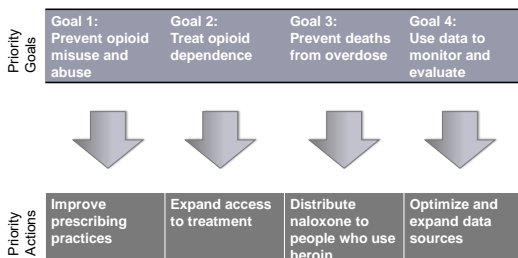 Priority
Goals
Goal 1:
Prevent opioid
misuse and
abuse
Goal 2:
Treat opioid
dependence
Goal 3:
Prevent deaths
from overdose
Goal 4:
Use data to
monitor and
evaluate
Priority
Actions
Improve
prescribing
practices
Expand access
to treatment
Distribute
naloxone to
people who use
heroin
Optimize and
expand data
sources